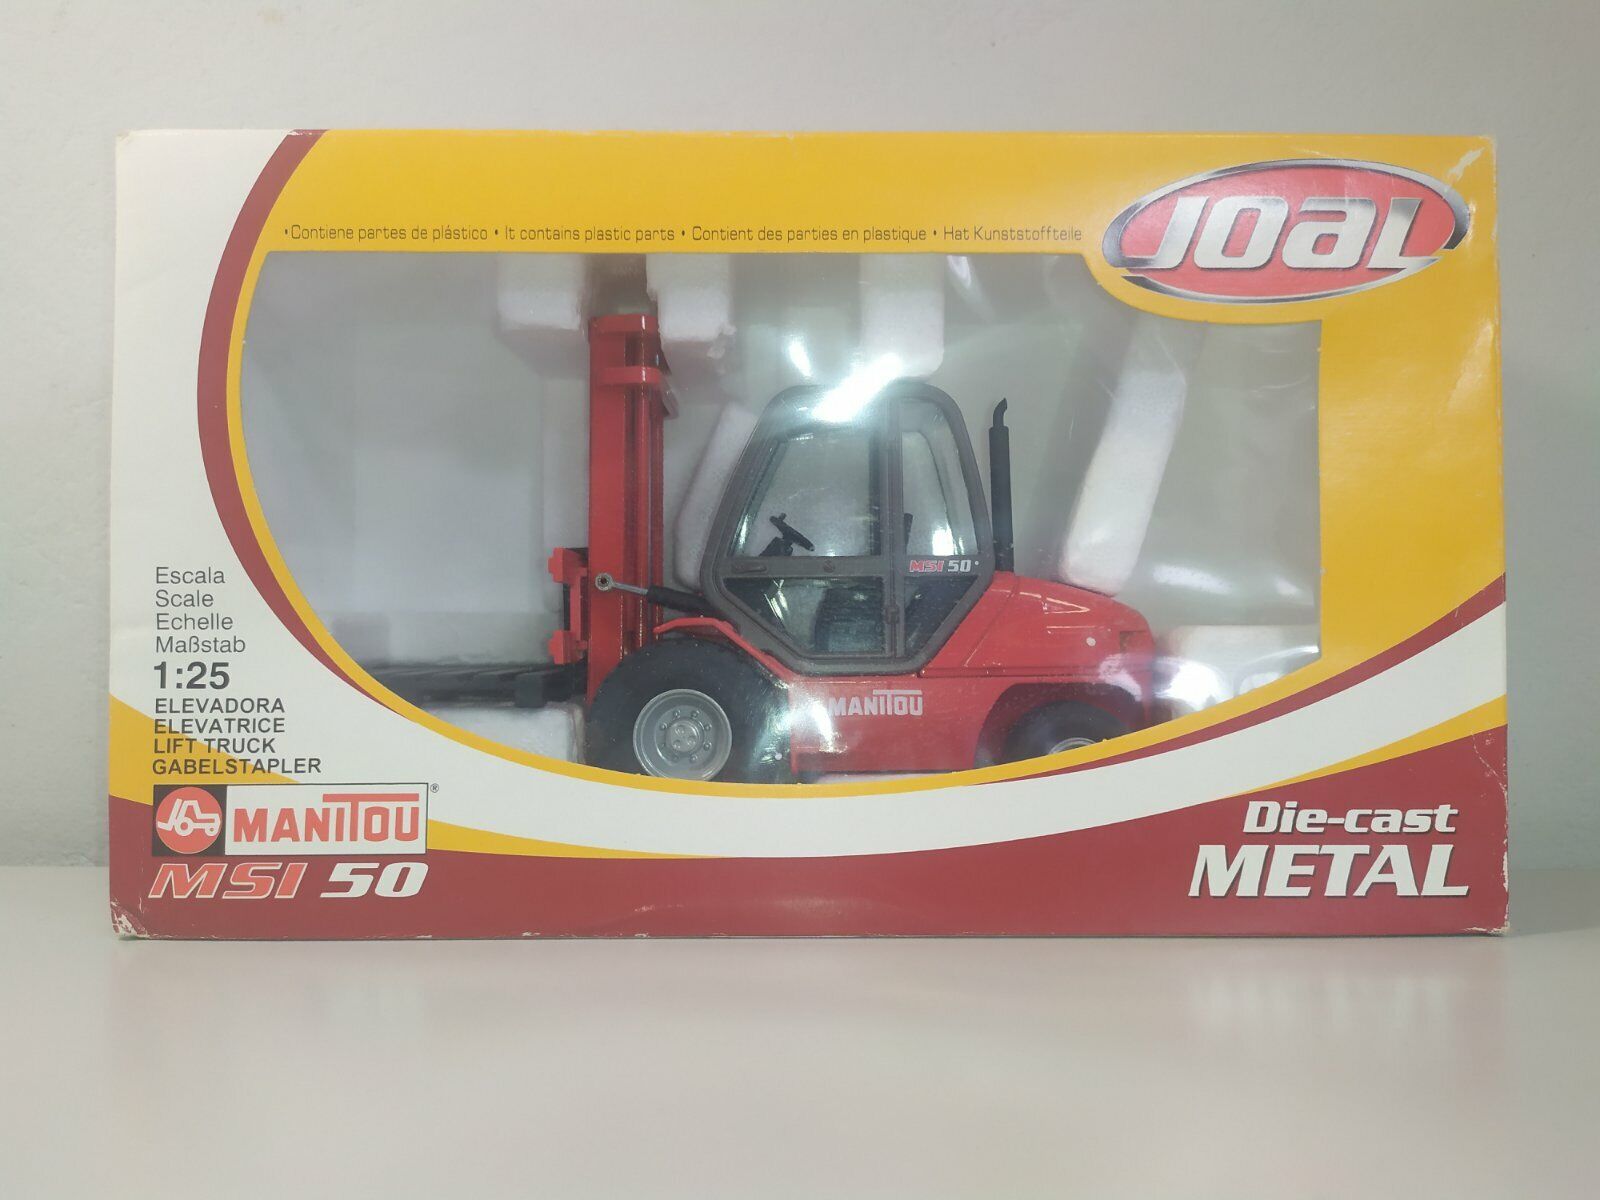 •Contiene partes de plástico • It contains plastic parts • Contient des parties en plastique • Hat Kunststoffteile
JOAL
MSI 50
MANITOU
Escala
Scale
Echelle
Maßstab
1:25
ELEVADORA
ELEVATRICE
LIFT TRUCK
GABELSTAPLER
MANITOU®
MSI 50
Die-cast
METAL